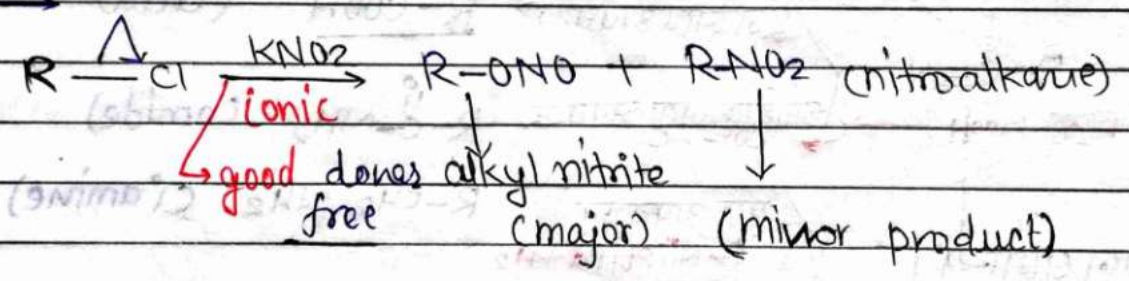 R—Cl KNO2 R-ONO + R-NO2 (nitroalkane)
ionic
good dones alkyl nitrite
free (major) (minor product)